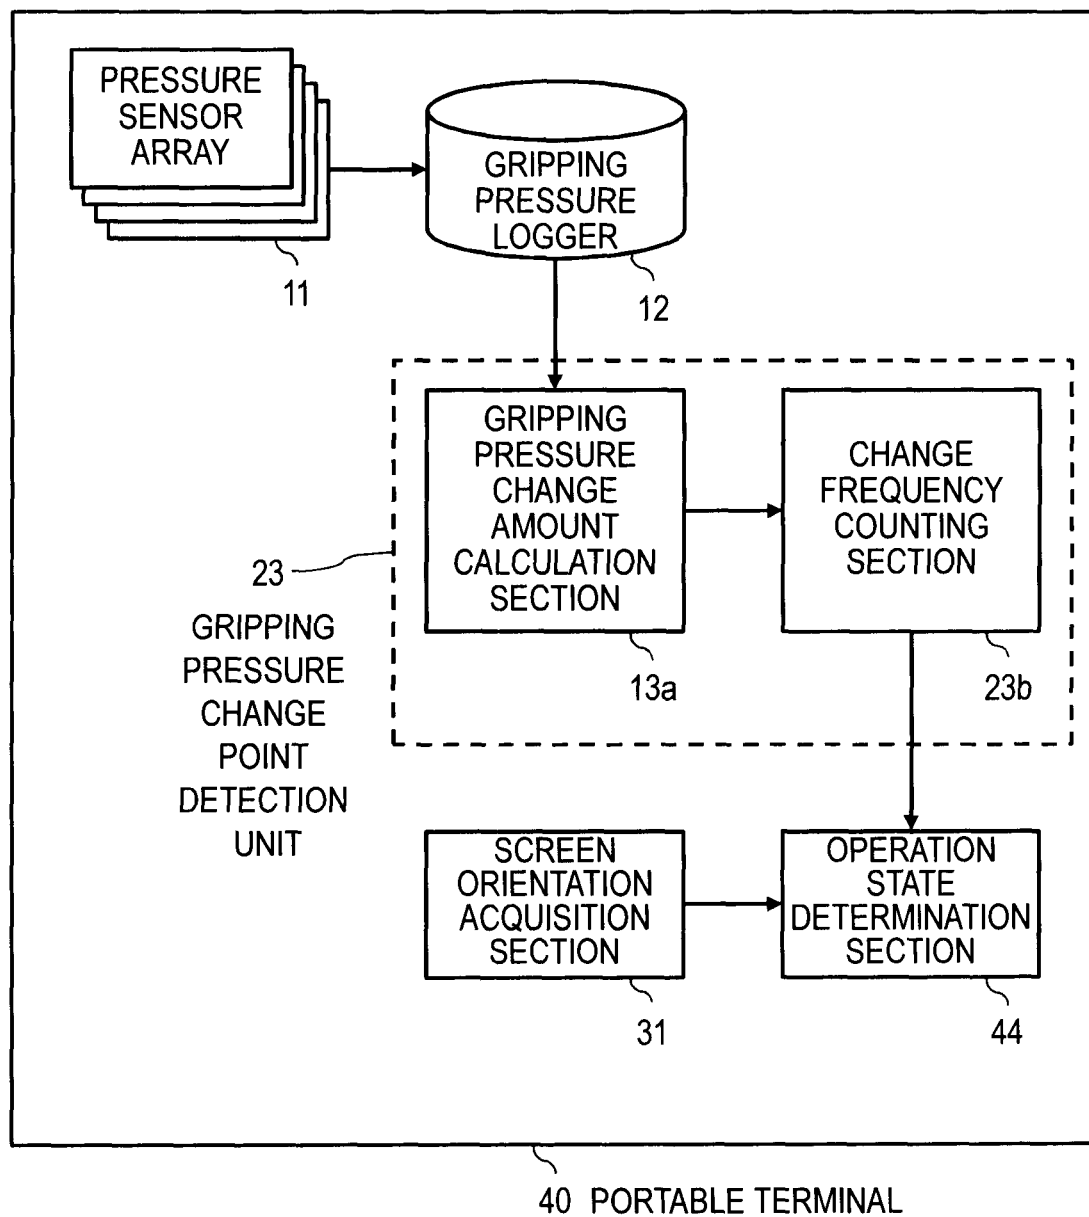 PRESSURE
SENSOR
ARRAY
11
GRIPPING
PRESSURE
LOGGER
12
GRIPPING
PRESSURE
CHANGE
AMOUNT
CALCULATION
SECTION
13a
CHANGE
FREQUENCY
COUNTING
SECTION
23b
23
GRIPPING
PRESSURE
CHANGE
POINT
DETECTION
UNIT
SCREEN
ORIENTATION
ACQUISITION
SECTION
31
OPERATION
STATE
DETERMINATION
SECTION
44
40 PORTABLE TERMINAL